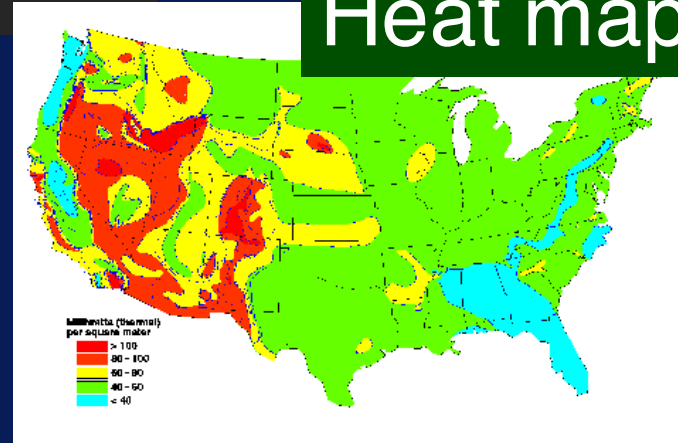 Heat map
Milliwatts (thermal)
per square meter
> 100
80 - 100
60 - 80
40 - 60
< 40